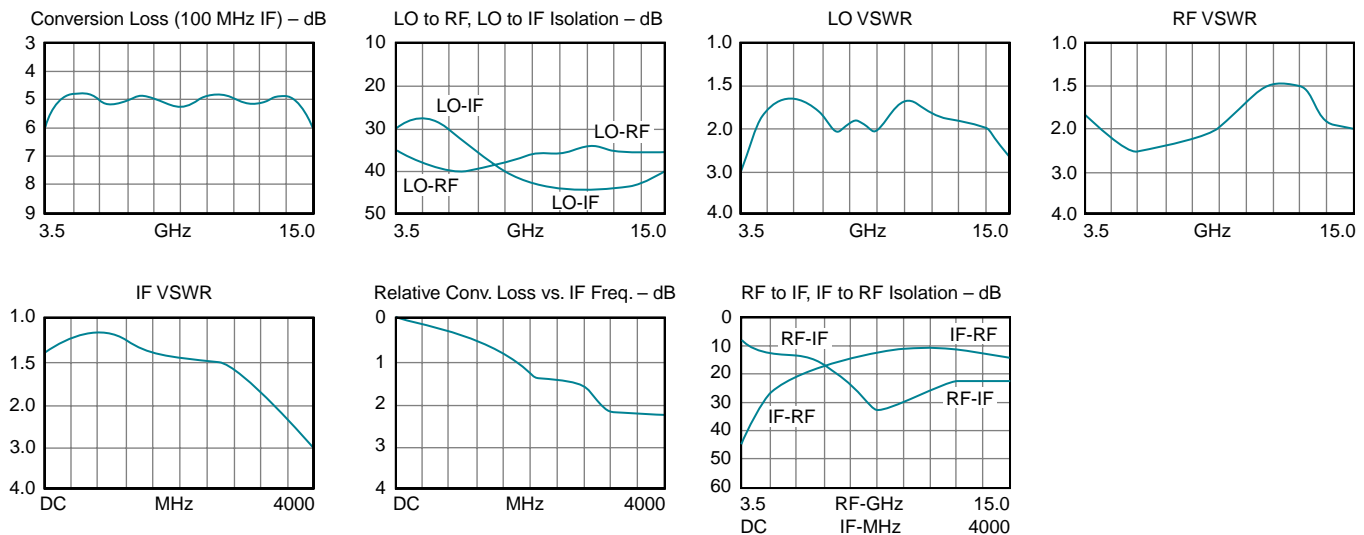 Conversion Loss (100 MHz IF) – dB
3
4
5
6
7
8
9
3.5 GHz 15.0
LO to RF, LO to IF Isolation – dB
10
20
30
40
50
LO-IF
LO-RF
LO-RF
LO-IF
3.5 GHz 15.0
LO VSWR
1.0
1.5
2.0
3.0
4.0
3.5 GHz 15.0
RF VSWR
1.0
1.5
2.0
3.0
4.0
3.5 GHz 15.0
IF VSWR
1.0
1.5
2.0
3.0
4.0
DC MHz 4000
Relative Conv. Loss vs. IF Freq. – dB
0
1
2
3
4
DC MHz 4000
RF to IF, IF to RF Isolation – dB
0
10
20
30
40
50
60
RF-IF
IF-RF
IF-RF
RF-IF
3.5 RF-GHz 15.0
DC IF-MHz 4000